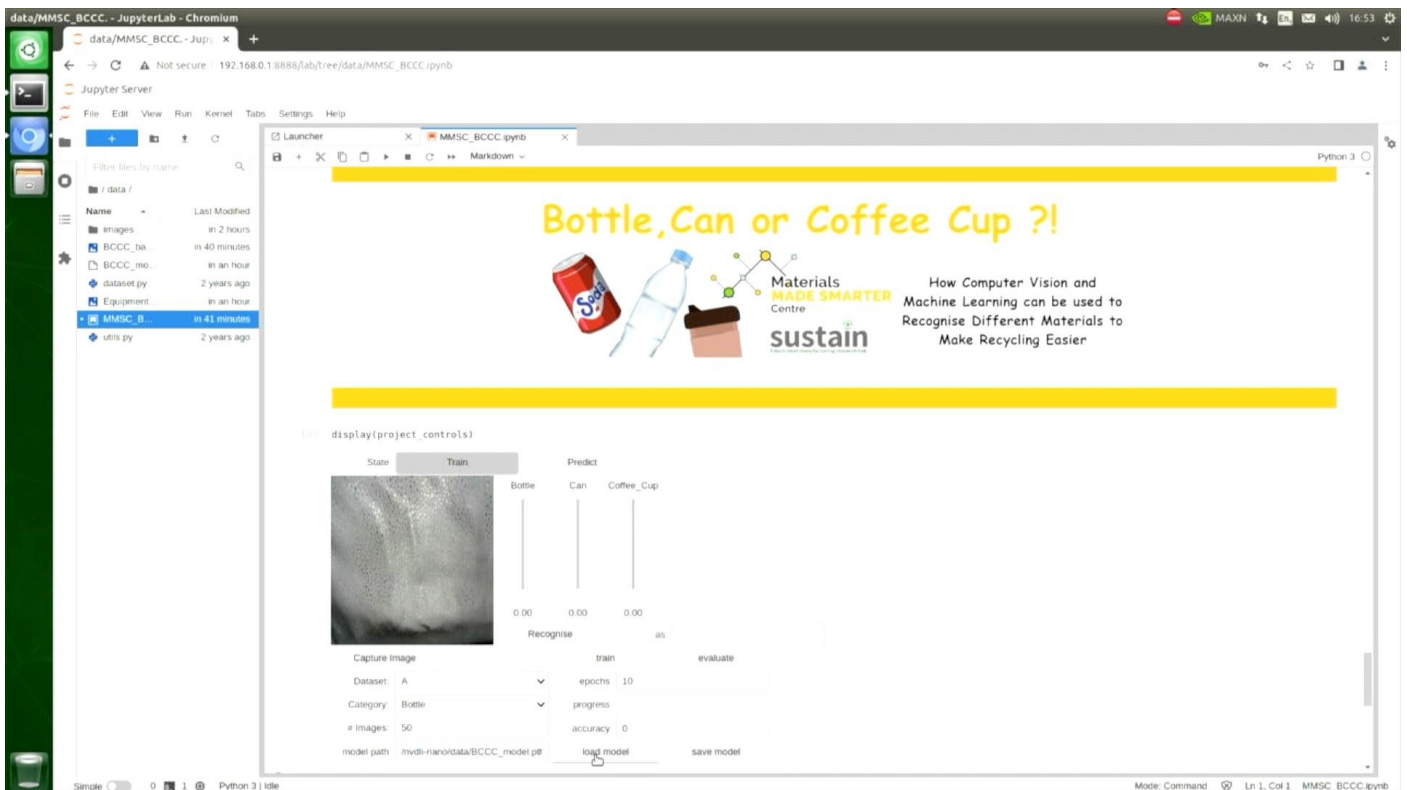 data/MMSC_BCCC. - JupyterLab - Chromium
MAXN
En
16:53
data/MMSC_BCCC. - Jupy
Not secure
192.168.0.1:8888/lab/tree/data/MMSC_BCCC.ipynb
Jupyter Server
File Edit View Run Kernel Tabs Settings Help
Launcher
MMSC_BCCC.ipynb
Filter files by name
Markdown
Python 3
/ data /
Name Last Modified
images in 2 hours
BCCC_ba... in 40 minutes
BCCC_mo... in an hour
dataset.py 2 years ago
Equipment... in an hour
MMSC_B... in 41 minutes
utils.py 2 years ago
Bottle,Can or Coffee Cup ?!
Soda
Materials
MADE SMARTER
Centre
sustain
How Computer Vision and
Machine Learning can be used to
Recognise Different Materials to
Make Recycling Easier
display(project_controls)
State Train Predict
Bottle Can Coffee_Cup
0.00 0.00 0.00
Recognise as
Capture Image train evaluate
Dataset: A epochs 10
Category: Bottle progress
# Images: 50 accuracy 0
model path /nvdli-nano/data/BCCC_model.pt load model save model
Simple 0 1 Python 3 | Idle
Mode: Command Ln 1, Col 1 MMSC_BCCC.ipynb